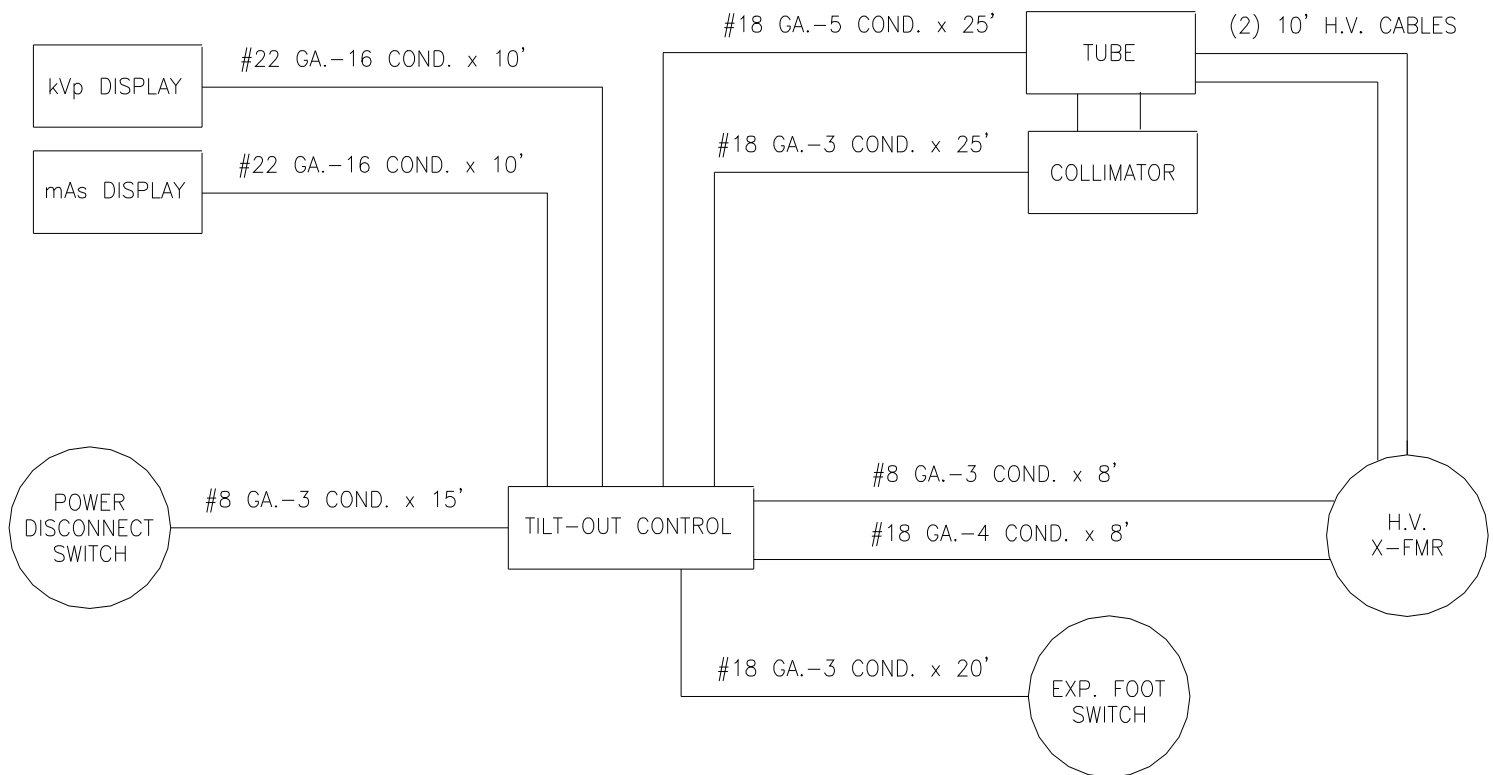 #18 GA.-5 COND. x 25'
(2) 10' H.V. CABLES
TUBE
#22 GA.-16 COND. x 10'
kVp DISPLAY
#18 GA.-3 COND. x 25'
#22 GA.-16 COND. x 10'
COLLIMATOR
mAs DISPLAY
#8 GA.-3 COND. x 8'
POWER
DISCONNECT
SWITCH
#8 GA.-3 COND. x 15'
TILT-OUT CONTROL
#18 GA.-4 COND. x 8'
H.V.
X-FMR
#18 GA.-3 COND. x 20'
EXP. FOOT
SWITCH